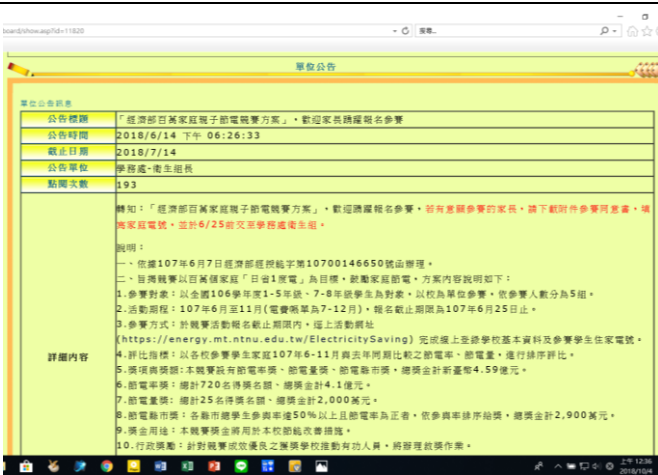 board/show.asp?id=11820
搜尋...
單位公告
單位公告訊息
公告標題
「經濟部百萬家庭親子節電競賽方案」，歡迎家長踴躍報名參賽
公告時間
2018/6/14 下午 06:26:33
截止日期
2018/7/14
公告單位
學務處-衛生組長
點閱次數
193
詳細內容
轉知：「經濟部百萬家庭親子節電競賽方案」，歡迎踴躍報名參賽，若有意願參賽的家長，請下載附件參賽同意書，填
寫家庭電號，並於6/25前交至學務處衛生組。
說明：
一、依據107年6月7日經濟部經授能字第10700146650號函辦理。
二、旨揭競賽以百萬個家庭「日省1度電」為目標，鼓勵家庭節電，方案內容說明如下：
1.參賽對象：以全國106學年度1-5年級、7-8年級學生為對象，以校為單位參賽，依參賽人數分為5組。
2.活動期程：107年6月至11月(電費帳單為7-12月)，報名截止期限為107年6月25日止。
3.參賽方式：於競賽活動報名截止期限內，逕上活動網址
(https://energy.mt.ntnu.edu.tw/ElectricitySaving) 完成線上登錄學校基本資料及參賽學生住家電號。
4.評比指標：以各校參賽學生家庭107年6-11月與去年同期比較之節電率、節電量，進行排序評比。
5.獎項與獎額:本競賽設有節電率獎、節電量獎、節電縣市獎，總獎金計新臺幣4.59億元。
6.節電率獎：總計720名得獎名額、總獎金計4.1億元。
7.節電量獎：總計25名得獎名額、總獎金計2,000萬元。
8.節電縣市獎：各縣市總學生參與率達50%以上且節電率為正者，依參與率排序給獎，總獎金計2,900萬元。
9.獎金用途：本競賽獎金將用於本校節能改善措施。
10.行政獎勵：針對競賽成效優良之獲獎學校推動有功人員，將辦理敘獎作業。
上午 12:36
2018/10/4